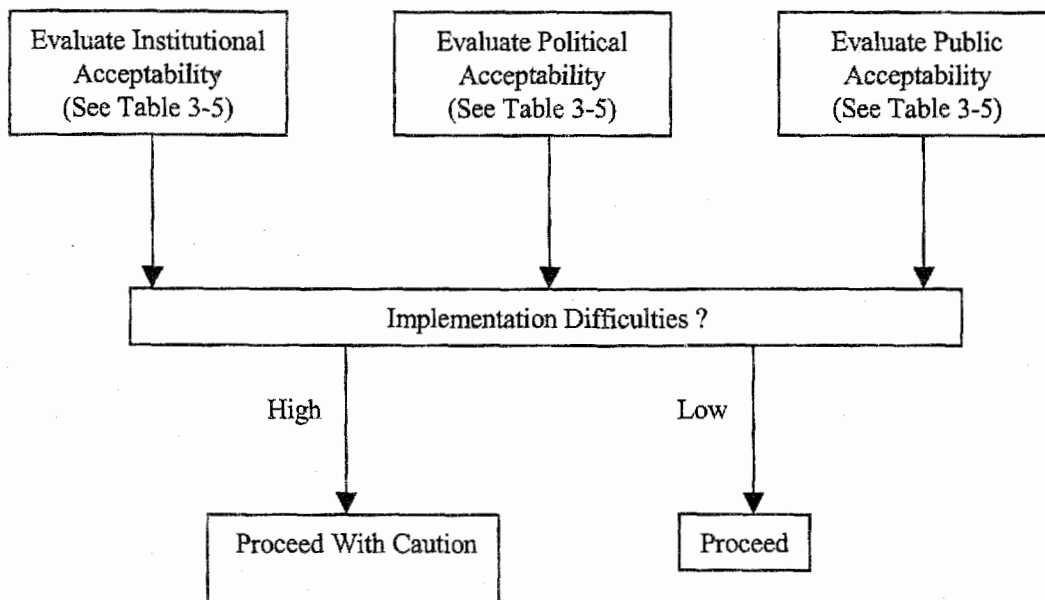 Evaluate Institutional
Acceptability
(See Table 3-5)
Evaluate Political
Acceptability
(See Table 3-5)
Evaluate Public
Acceptability
(See Table 3-5)
Implementation Difficulties ?
High
Low
Proceed With Caution
Proceed